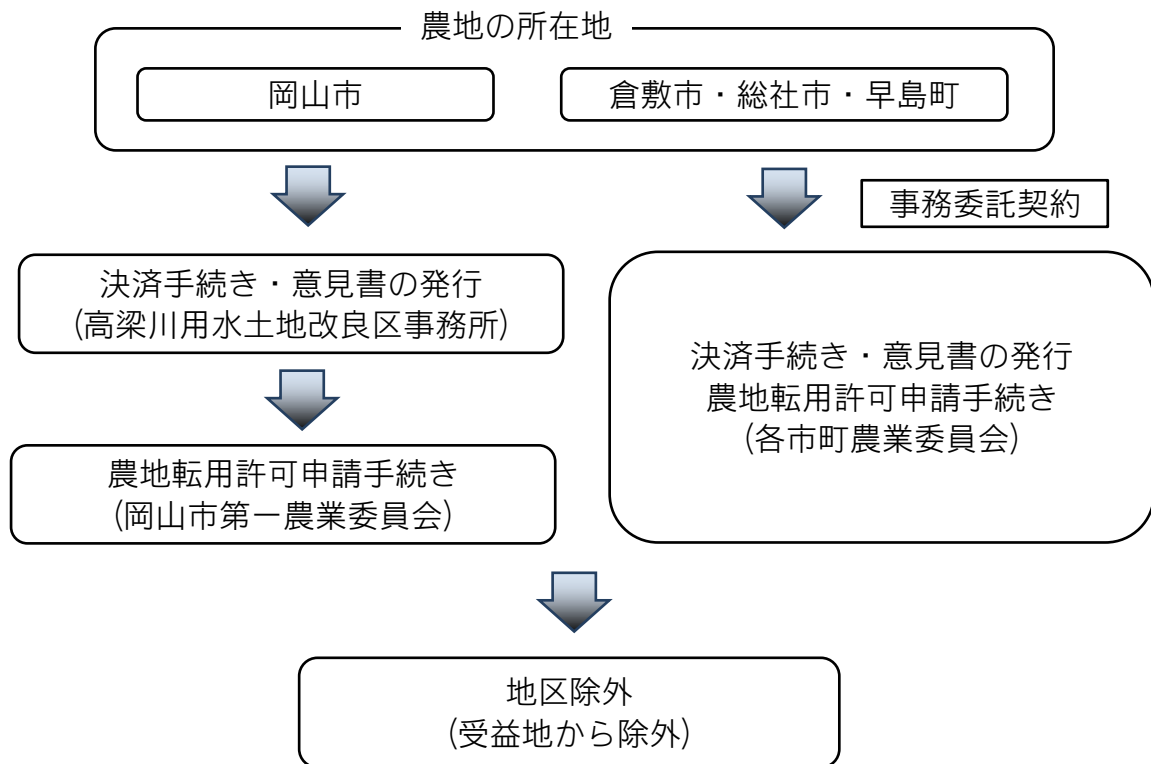 農地の所在地
岡山市
倉敷市・総社市・早島町
事務委託契約
決済手続き・意見書の発行
(高梁川用水土地改良区事務所)
農地転用許可申請手続き
(岡山市第一農業委員会)
決済手続き・意見書の発行
農地転用許可申請手続き
(各市町農業委員会)
地区除外
(受益地から除外)